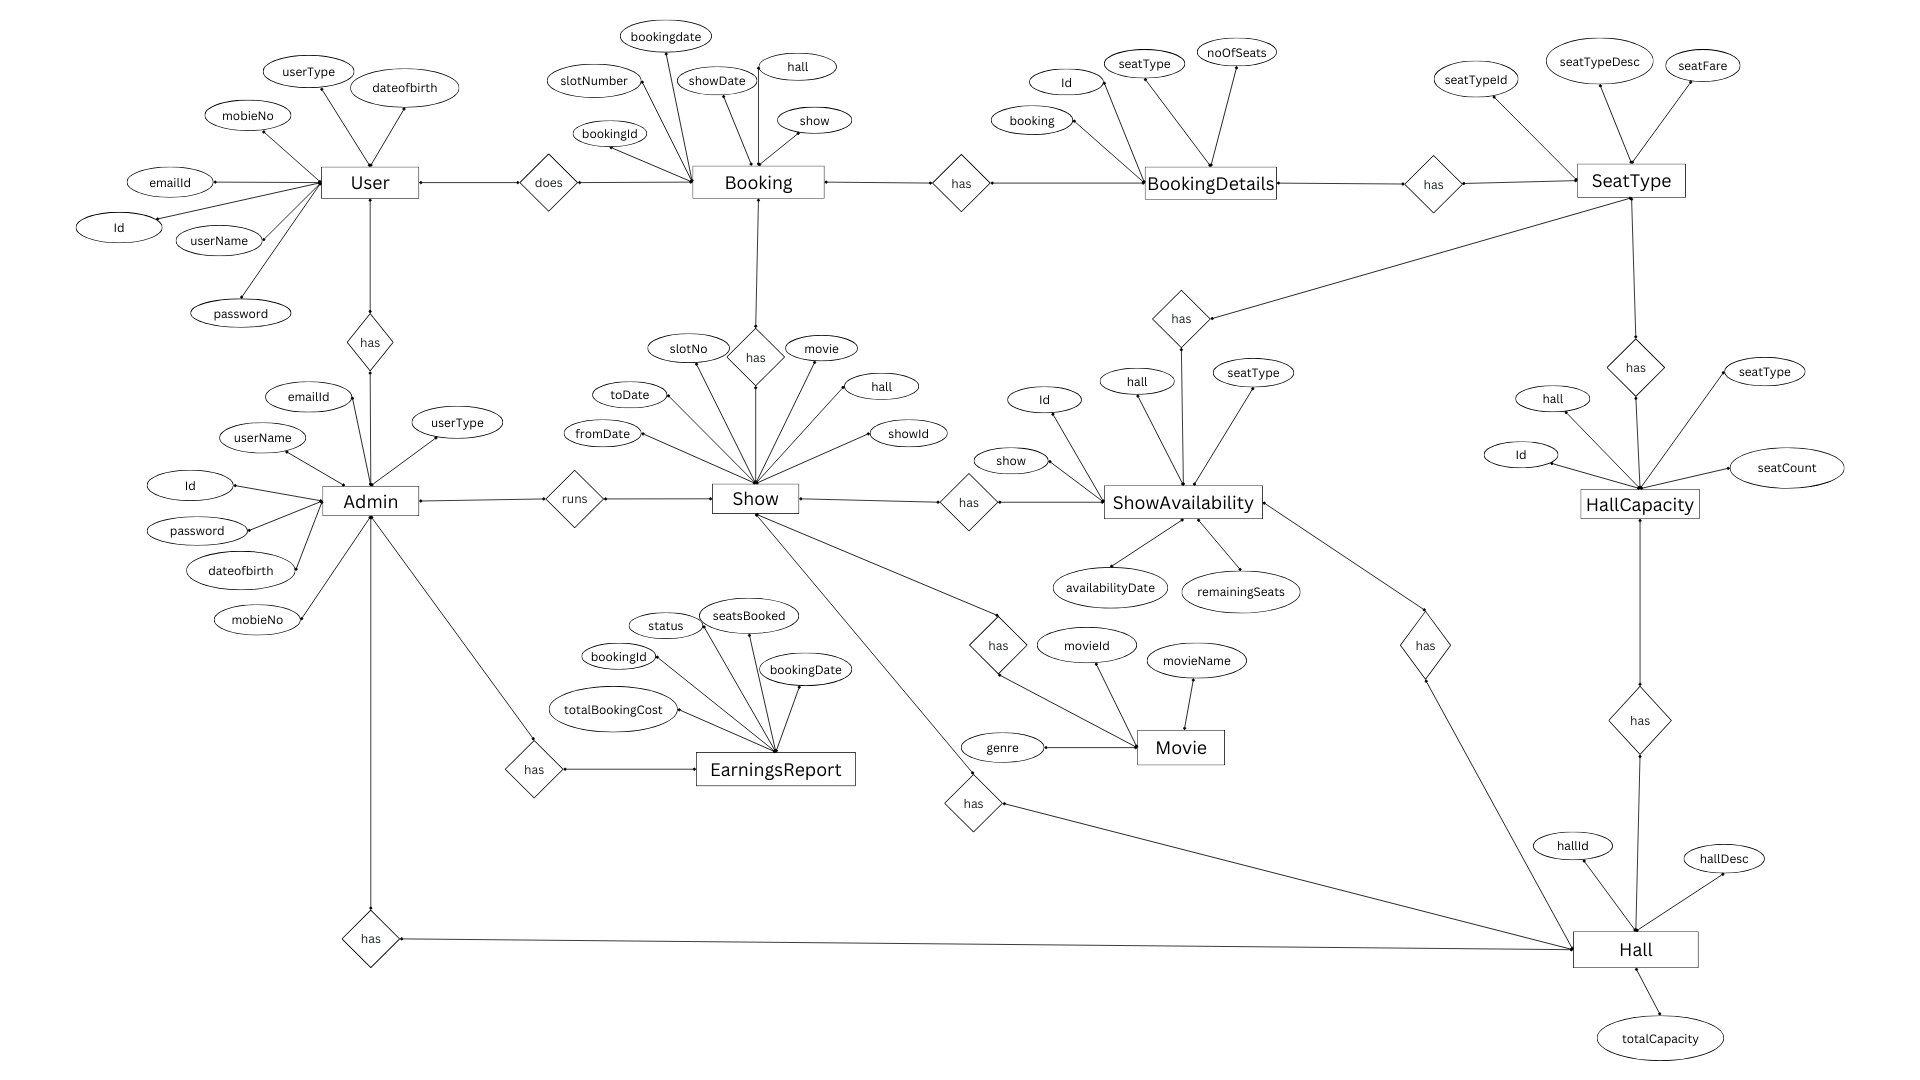 bookingdate
userType
dateofbirth
slotNumber
showDate
hall
Id
seatType
noOfSeats
seatTypeId
seatTypeDesc
seatFare
mobieNo
bookingId
show
booking
emailId
User
does
Booking
has
BookingDetails
has
SeatType
Id
userName
password
has
has
has
has
slotNo
movie
toDate
hall
fromDate
showId
Id
hall
seatType
show
hall
seatType
Id
seatCount
emailId
userName
userType
Id
Admin
runs
Show
has
ShowAvailability
HallCapacity
password
dateofbirth
mobieNo
availabilityDate
remainingSeats
status
seatsBooked
bookingId
bookingDate
totalBookingCost
has
movieId
movieName
has
has
genre
Movie
has
EarningsReport
has
hallId
hallDesc
has
Hall
totalCapacity